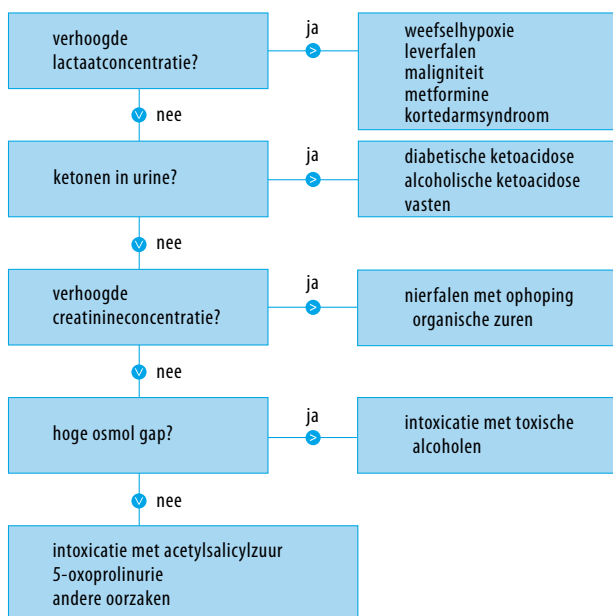 verhoogde
lactaatconcentratie?
ja
weefselhypoxie
leverfalen
maligniteit
metformine
kortedarmsyndroom
nee
ketonen in urine?
ja
diabetische ketoacidose
alcoholische ketoacidose
vasten
nee
verhoogde
creatinineconcentratie?
ja
nierfalen met ophoping
organische zuren
nee
hoge osmol gap?
ja
intoxicatie met toxische
alcoholen
nee
intoxicatie met acetylsalicylzuur
5-oxoprolinurie
andere oorzaken